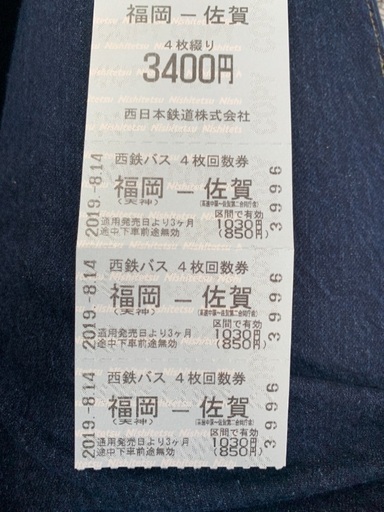 福岡－佐賀
4枚綴り
3400円
西日本鉄道株式会社
西鉄バス 4枚回数券
福岡－佐賀
(天神)
区間で有効
通用発売日より3ヶ月 1030円
途中下車前途無効 (850円)
2019.-8.14
3996
西鉄バス 4枚回数券
福岡－佐賀
(天神)
区間で有効
通用発売日より3ヶ月 1030円
途中下車前途無効 (850円)
2019.-8.14
3996
西鉄バス 4枚回数券
福岡－佐賀
(天神)
区間で有効
通用発売日より3ヶ月 1030円
途中下車前途無効 (850円)
2019.-8.14
3996